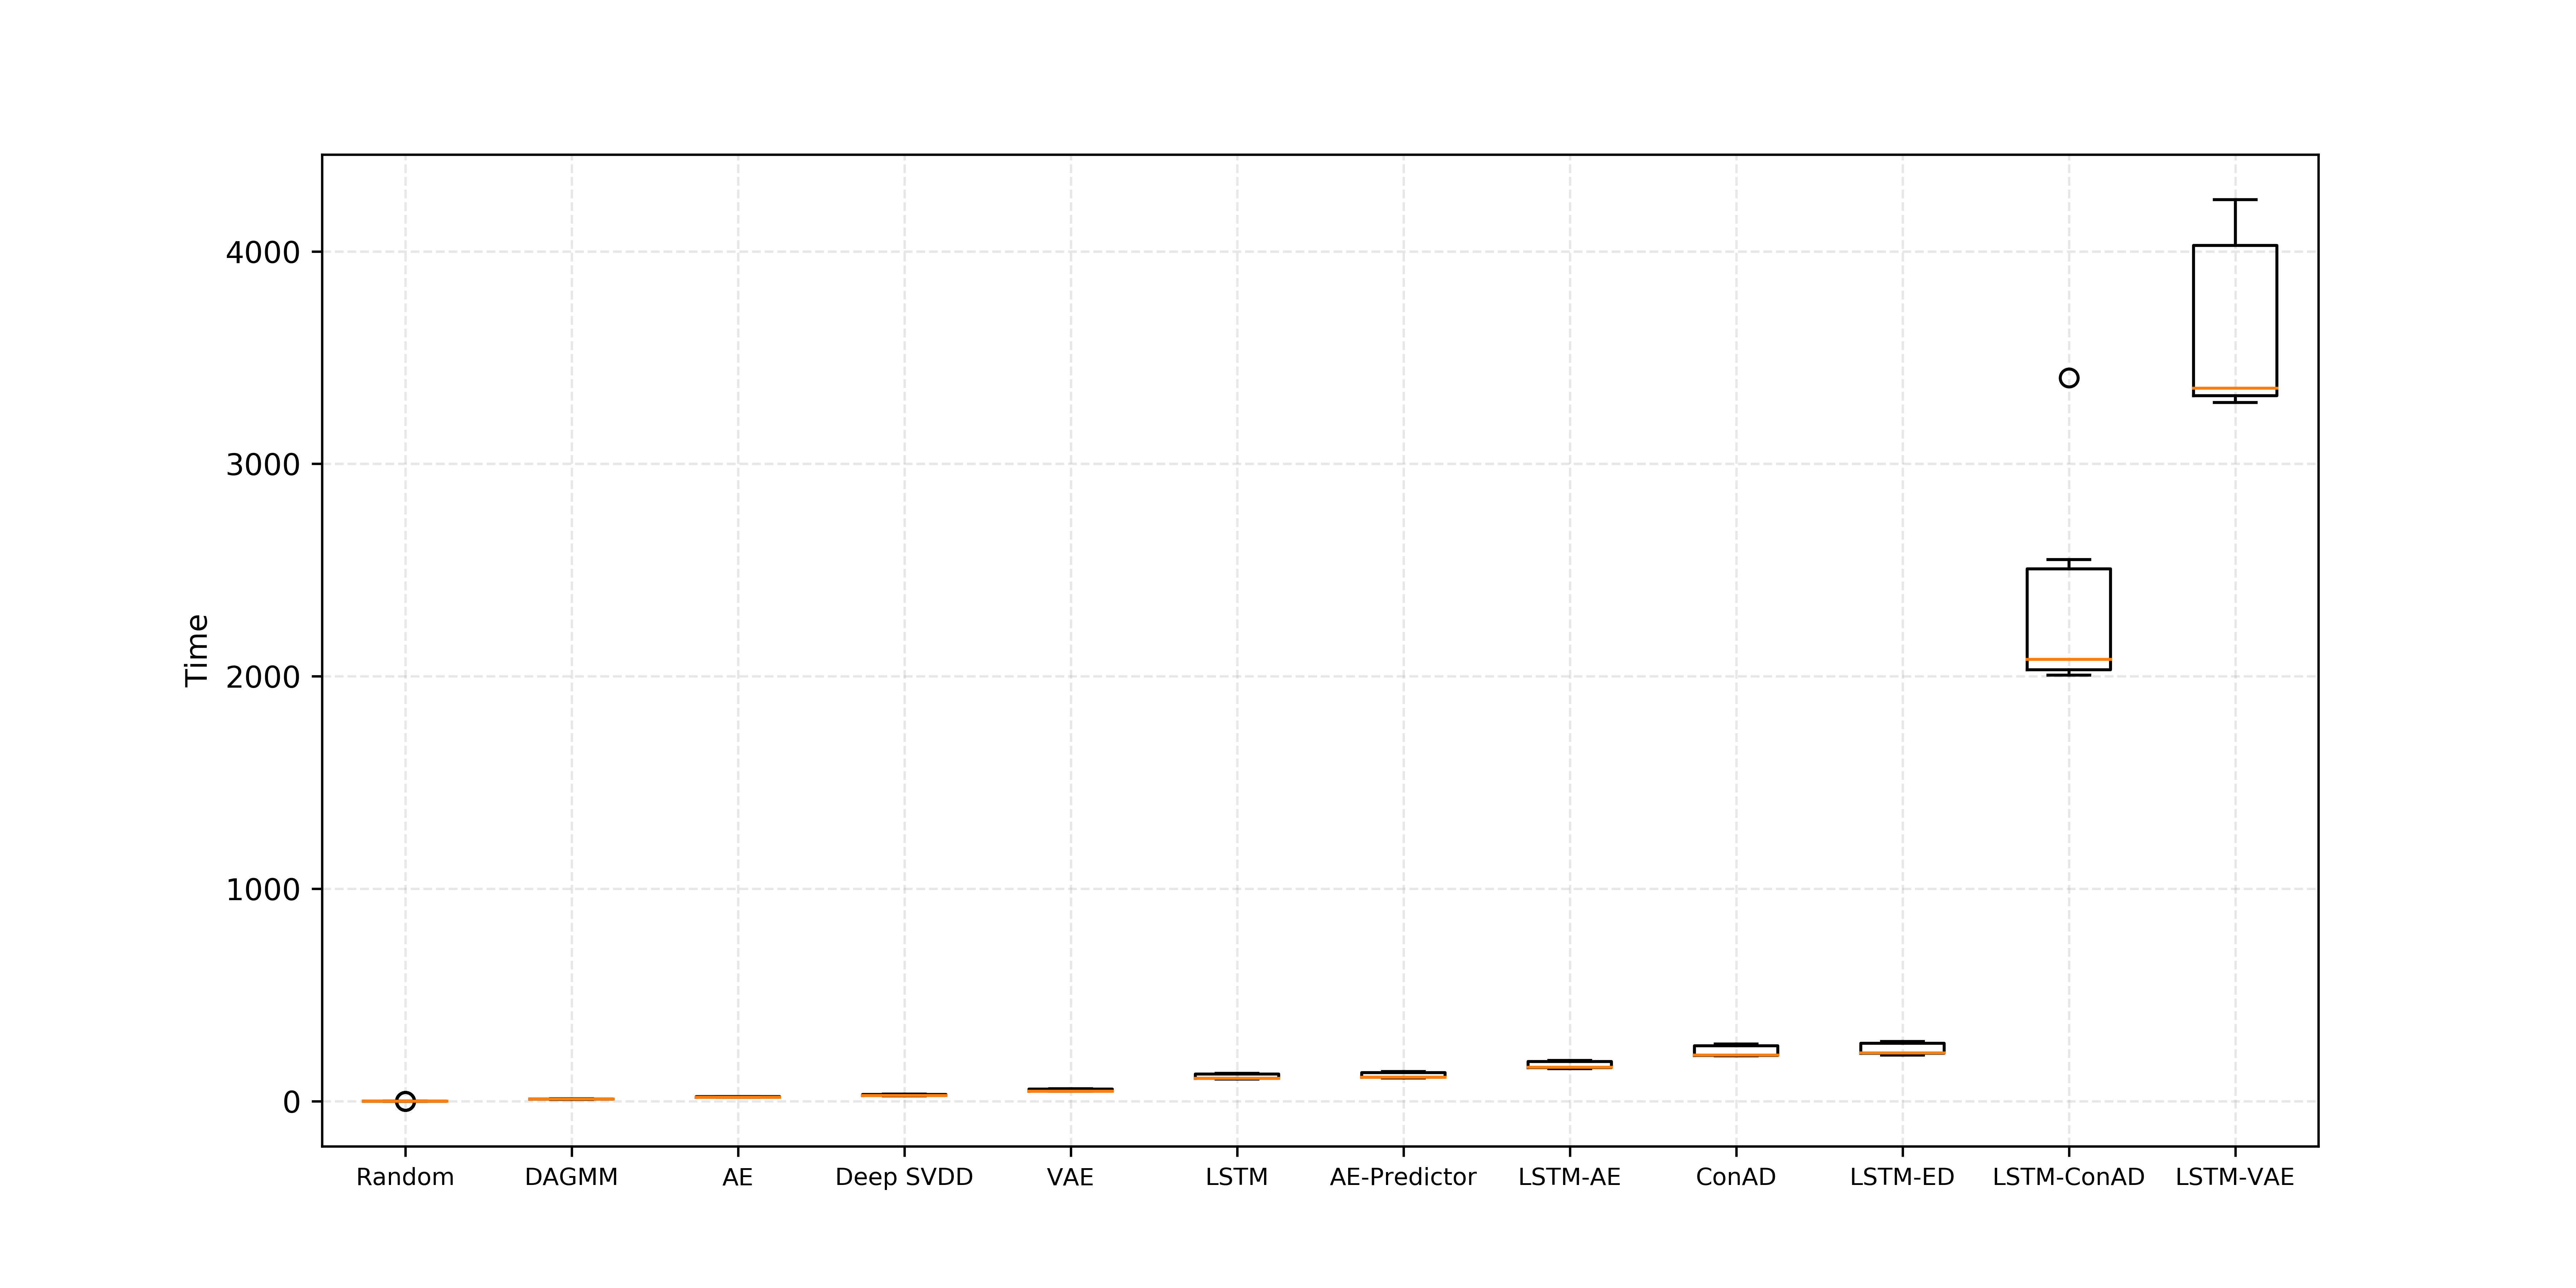 Time
4000
3000
2000
1000
0
Random DAGMM AE Deep SVDD VAE LSTM AE-Predictor LSTM-AE ConAD LSTM-ED LSTM-ConAD LSTM-VAE